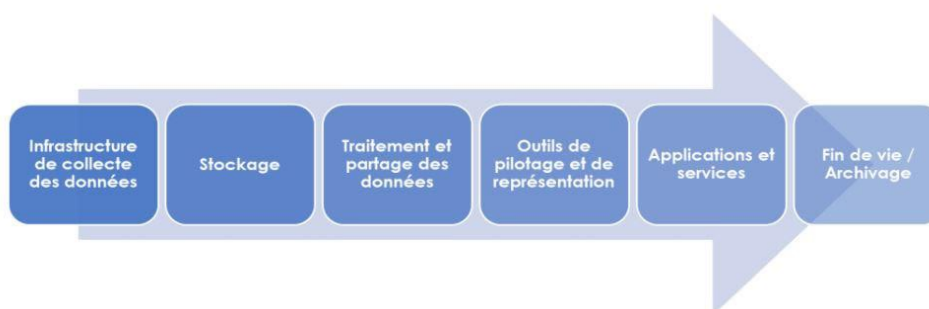 Infrastructure
de collecte
des données
Stockage
Traitement et
partage des
données
Outils de
pilotage et de
représentation
Applications et
services
Fin de vie /
Archivage